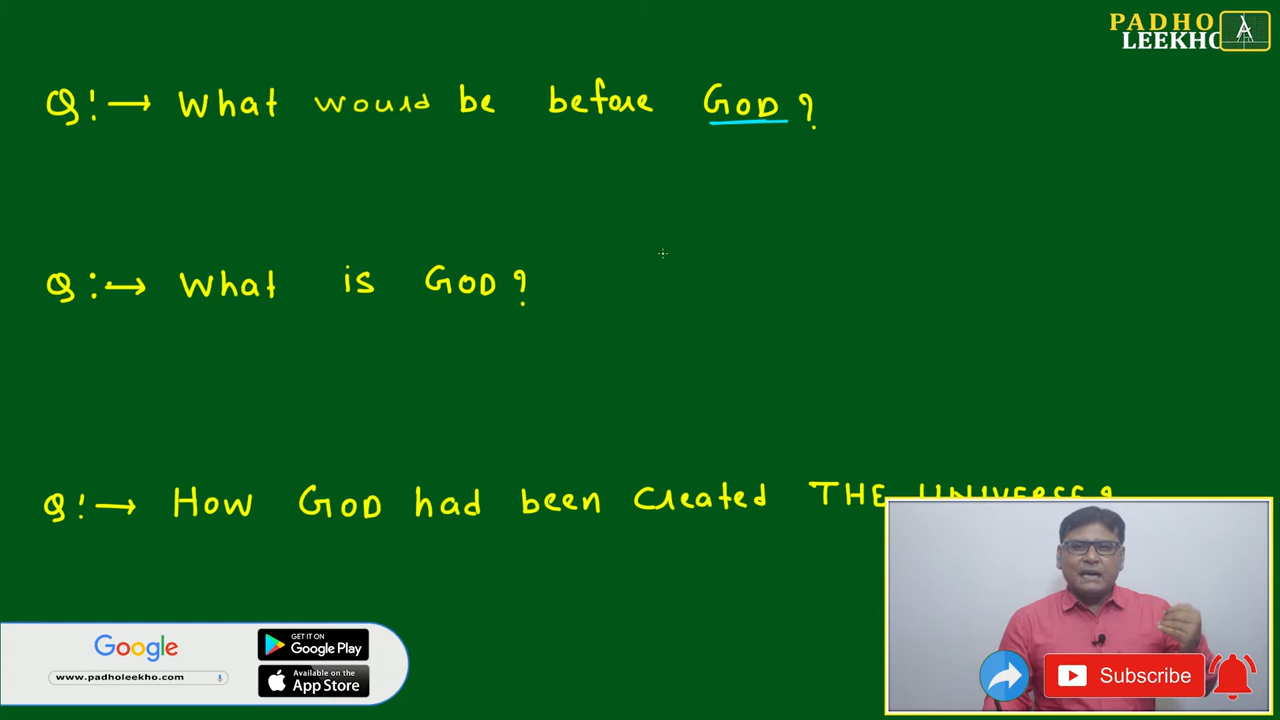 PADHO
LEEKHO
Q:→ What would be before GOD?
Q:→ What is GOD?
Q:→ How GOD had been created THE UNIVERSE?
Google
www.padholeekho.com
GET IT ON
Google Play
Available on the
App Store
Subscribe